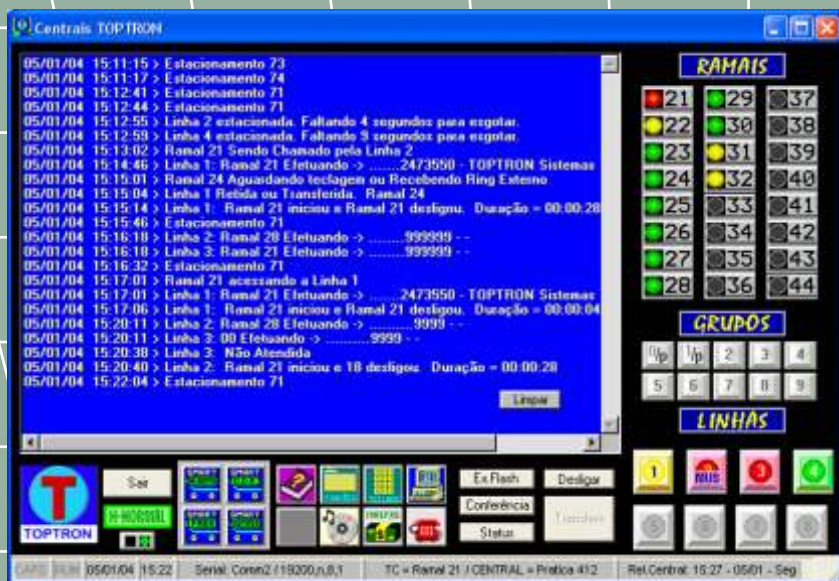 Centrais TOPTRON
05/01/04 15:11:15 > Estacionamento 73
05/01/04 15:11:17 > Estacionamento 74
05/01/04 15:12:41 > Estacionamento 71
05/01/04 15:12:44 > Estacionamento 71
05/01/04 15:12:55 > Linha 2 estacionada. Faltando 4 segundos para esgotar.
05/01/04 15:12:59 > Linha 4 estacionada. Faltando 9 segundos para esgotar.
05/01/04 15:13:02 > Ramal 21 Sendo Chamado pela Linha 2
05/01/04 15:14:46 > Linha 1: Ramal 21 Efetuando -> ........2473550 - TOPTRON Sistemas
05/01/04 15:15:01 > Ramal 24 Aguardando teclagem ou Recebendo Ring Externo
05/01/04 15:15:04 > Linha 1 Retida ou Transferida. Ramal 24
05/01/04 15:15:14 > Linha 1: Ramal 21 iniciou e Ramal 21 desligou. Duração = 00:00:28
05/01/04 15:15:46 > Estacionamento 71
05/01/04 15:16:18 > Linha 2: Ramal 28 Efetuando -> .........999999 - -
05/01/04 15:16:18 > Linha 3: Ramal 21 Efetuando -> .........999999 - -
05/01/04 15:16:32 > Estacionamento 71
05/01/04 15:17:01 > Ramal 21 acessando a Linha 1
05/01/04 15:17:01 > Linha 1: Ramal 21 Efetuando -> ........2473550 - TOPTRON Sistemas
05/01/04 15:17:06 > Linha 1: Ramal 21 iniciou e Ramal 21 desligou. Duração = 00:00:04
05/01/04 15:20:11 > Linha 2: Ramal 28 Efetuando -> ...........9999 - -
05/01/04 15:20:11 > Linha 3: 00 Efetuando -> ...........9999 - -
05/01/04 15:20:38 > Linha 3: Não Atendida
05/01/04 15:20:40 > Linha 2: Ramal 21 iniciou e 18 desligou. Duração = 00:00:28
05/01/04 15:22:04 > Estacionamento 71
Limpar
RAMAIS
21 29 37
22 30 38
23 31 39
24 32 40
25 33 41
26 34 42
27 35 43
28 36 44
GRUPOS
0/p 1/p 2 3 4
5 6 7 8 9
LINHAS
1 MUS 3 4
5 6 7 8
T
TOPTRON
Sair
H-NORMAL
Ex.Flash Desligar
Conferência Transfere
Status
CAPS NUM 05/01/04 15:22 Serial: Comm2 / 19200,n,8,1 TC = Ramal 21 / CENTRAL = Pratica 412 Rel.Central: 15:27 - 05/01 - Seg